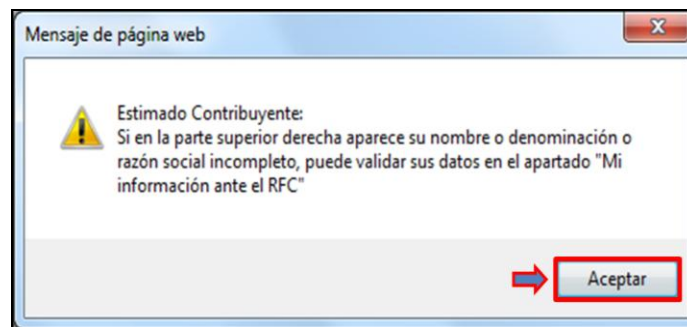 Mensaje de página web
Estimado Contribuyente:
Si en la parte superior derecha aparece su nombre o denominación o
razón social incompleto, puede validar sus datos en el apartado "Mi
información ante el RFC"
Aceptar